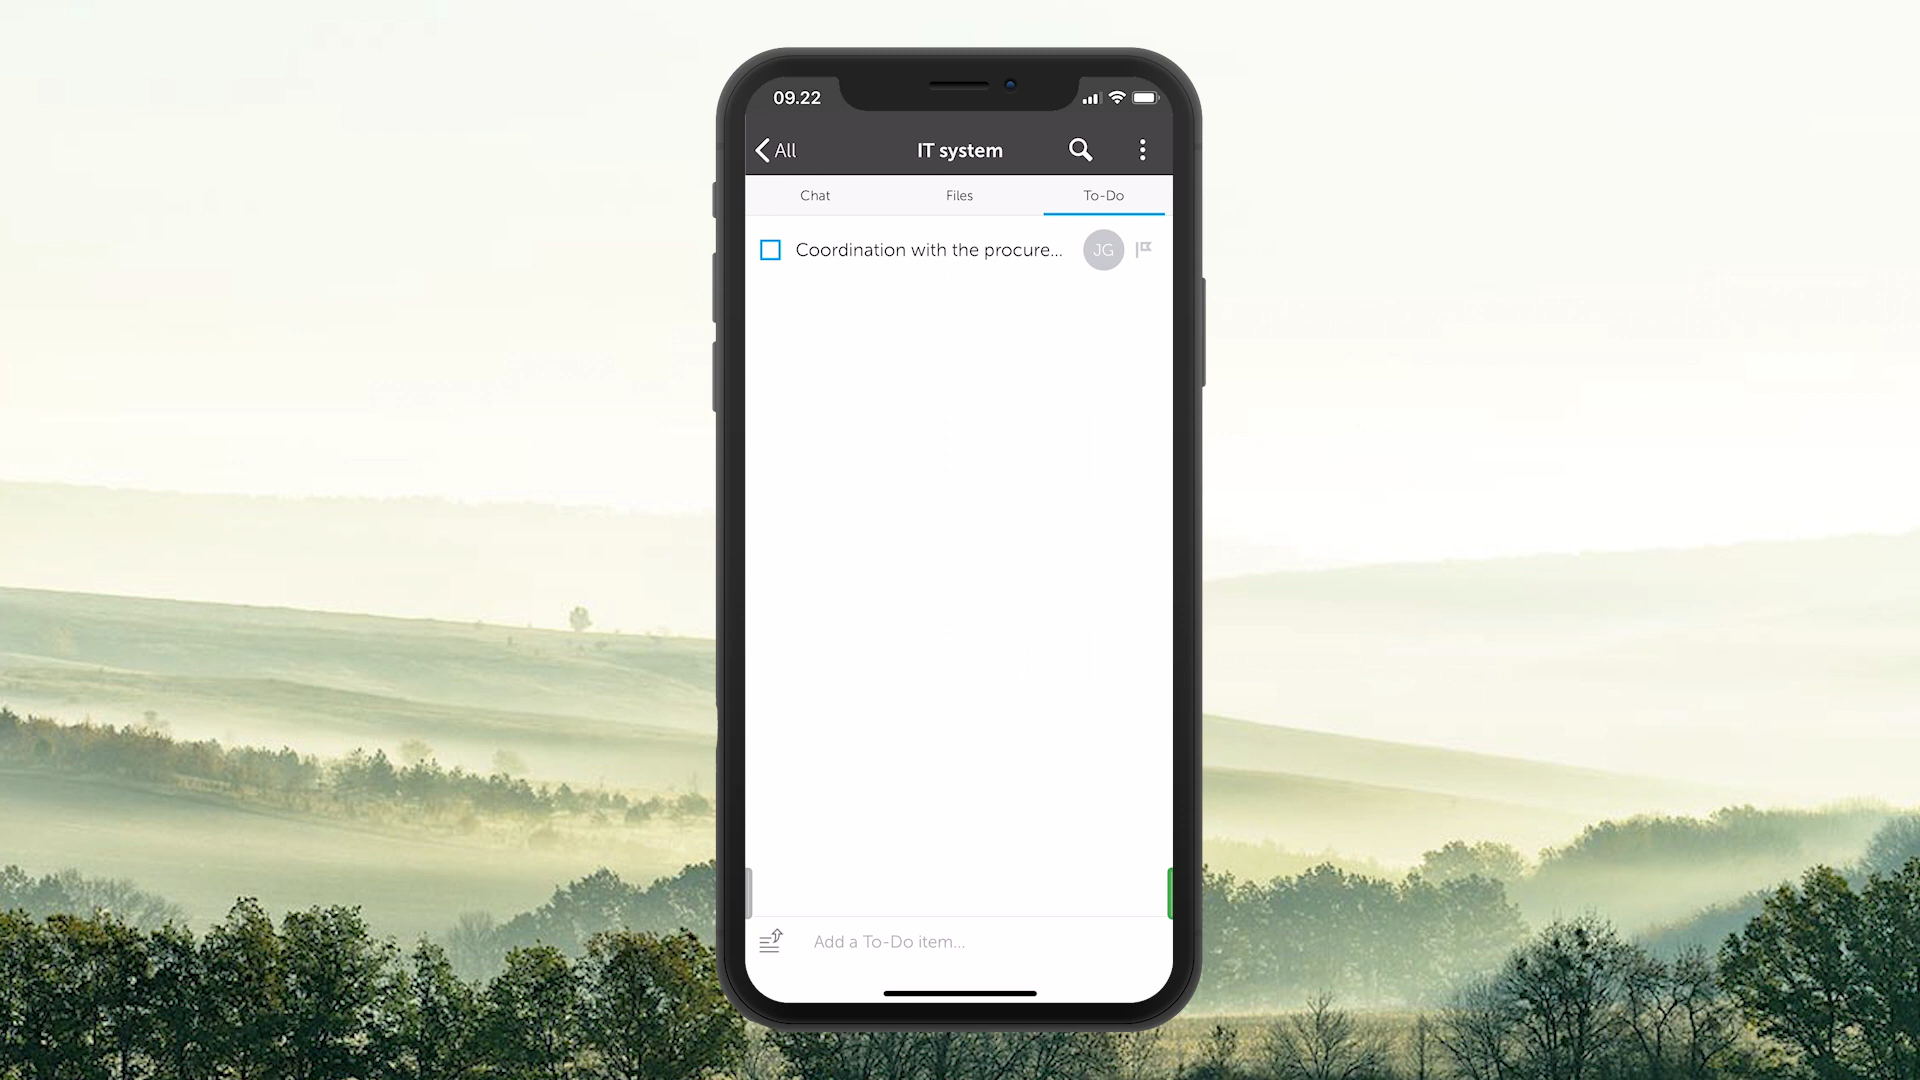 09.22
All
IT system
Chat
Files
To-Do
Coordination with the procure...
JG
Add a To-Do item...